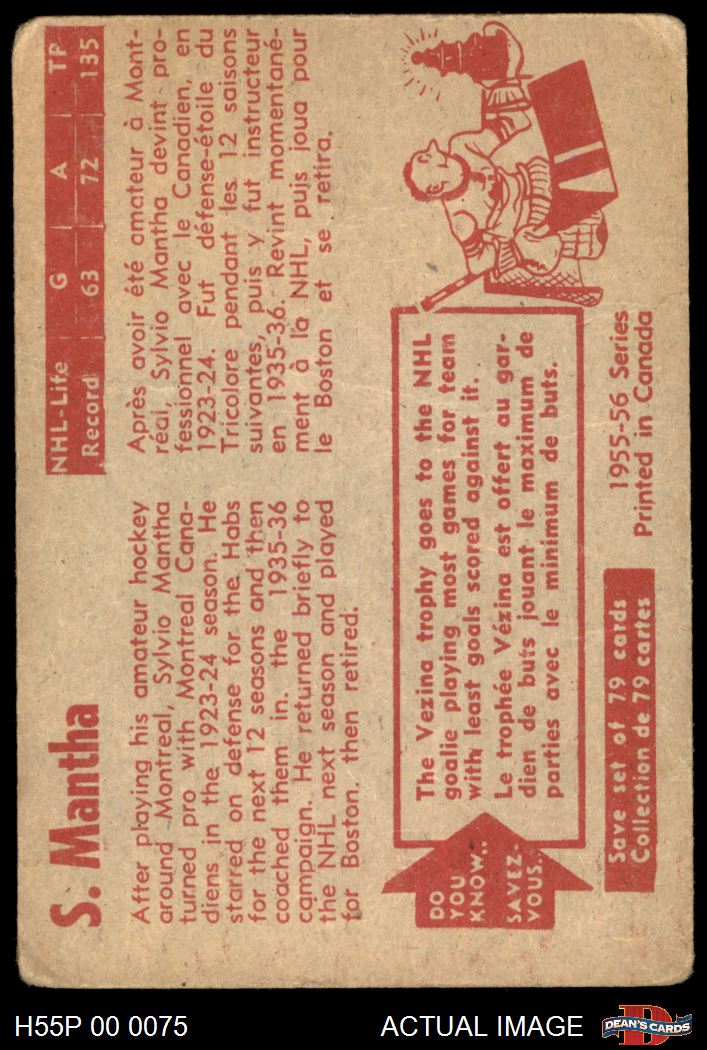 S. Mantha
NHL-Life G A TP
Record 63 72 135
After playing his amateur hockey
around Montreal, Sylvio Mantha
turned pro with Montreal Cana-
diens in the 1923-24 season. He
starred on defense for the Habs
for the next 12 seasons and then
coached them in the 1935-36
campaign. He returned briefly to
the NHL next season and played
for Boston, then retired.
Après avoir été amateur à Mont-
réal, Sylvio Mantha devint pro-
fessionnel avec le Canadien, en
1923-24. Fut défense-étoile du
Tricolore pendant les 12 saisons
suivantes, puis y fut instructeur
en 1935-36. Revint momentané-
ment à la NHL, puis joua pour
le Boston et se retira.
DO
YOU
KNOW..
SAVEZ-
VOUS..
The Vezina trophy goes to the NHL
goalie playing most games for team
with least goals scored against it.
Le trophée Vézina est offert au gar-
dien de buts jouant le maximum de
parties avec le minimum de buts.
Save set of 79 cards
Collection de 79 cartes
1955-56 Series
Printed in Canada
H55P 00 0075
ACTUAL IMAGE
D
DEAN'S CARDS